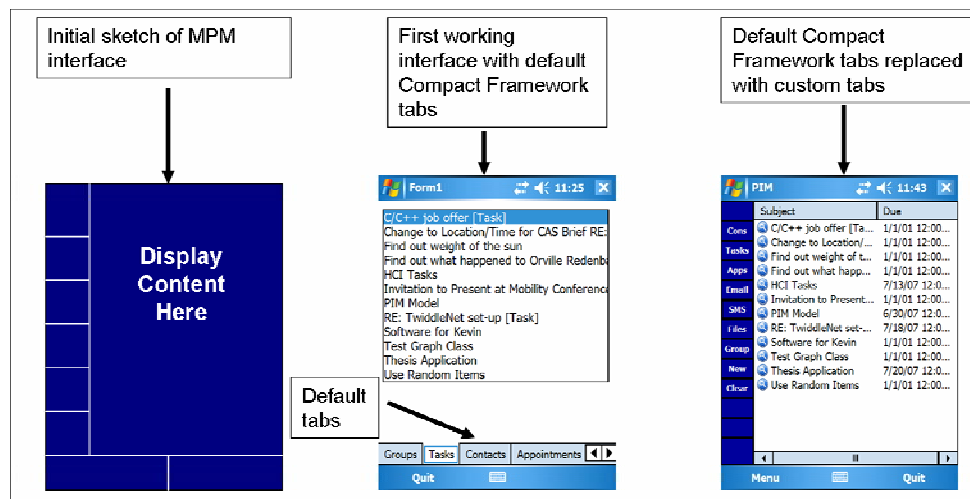 Initial sketch of MPM
interface
First working
interface with default
Compact Framework
tabs
Default Compact
Framework tabs replaced
with custom tabs
Display
Content
Here
Form1 11:25
C/C++ job offer [Task]
Change to Location/Time for CAS Brief RE:
Find out weight of the sun
Find out what happened to Orville Redenba
HCI Tasks
Invitation to Present at Mobility Conference
PIM Model
RE: TwiddleNet set-up [Task]
Software for Kevin
Test Graph Class
Thesis Application
Use Random Items
Default
tabs
Groups Tasks Contacts Appointments
Quit
PIM 11:43
Subject Due
Cons
Tasks
Apps
Email
SMS
Files
Group
New
Clear
C/C++ job offer [Ta... 1/1/01 12:00...
Change to Location/... 1/1/01 12:00...
Find out weight of t... 1/1/01 12:00...
Find out what happ... 1/1/01 12:00...
HCI Tasks 7/13/07 12:0...
Invitation to Present... 1/1/01 12:00...
PIM Model 6/30/07 12:0...
RE: TwiddleNet set-... 7/18/07 12:0...
Software for Kevin 1/1/01 12:00...
Test Graph Class 1/1/01 12:00...
Thesis Application 7/20/07 12:0...
Use Random Items 1/1/01 12:00...
Menu Quit